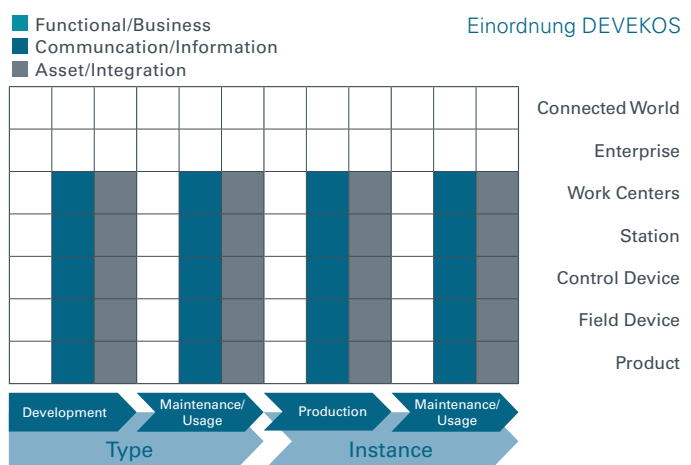 Functional/Business
Einordnung DEVEKOS
Communcation/Information
Asset/Integration
Connected World
Enterprise
Work Centers
Station
Control Device
Field Device
Product
Development
Maintenance/
Usage
Production
Maintenance/
Usage
Type
Instance